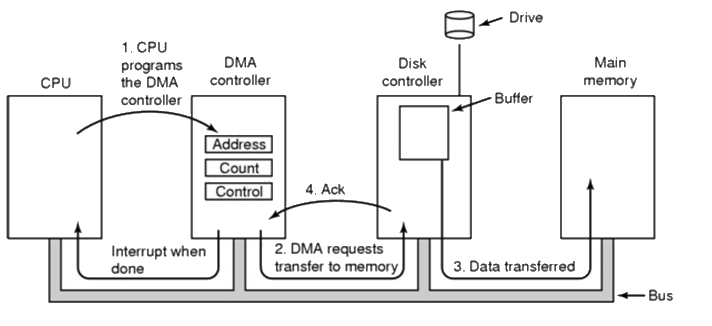 Drive
1. CPU
programs
the DMA
controller
CPU
DMA
controller
Disk
controller
Main
memory
Buffer
Address
Count
Control
4. Ack
Interrupt when
done
2. DMA requests
transfer to memory
3. Data transferred
Bus